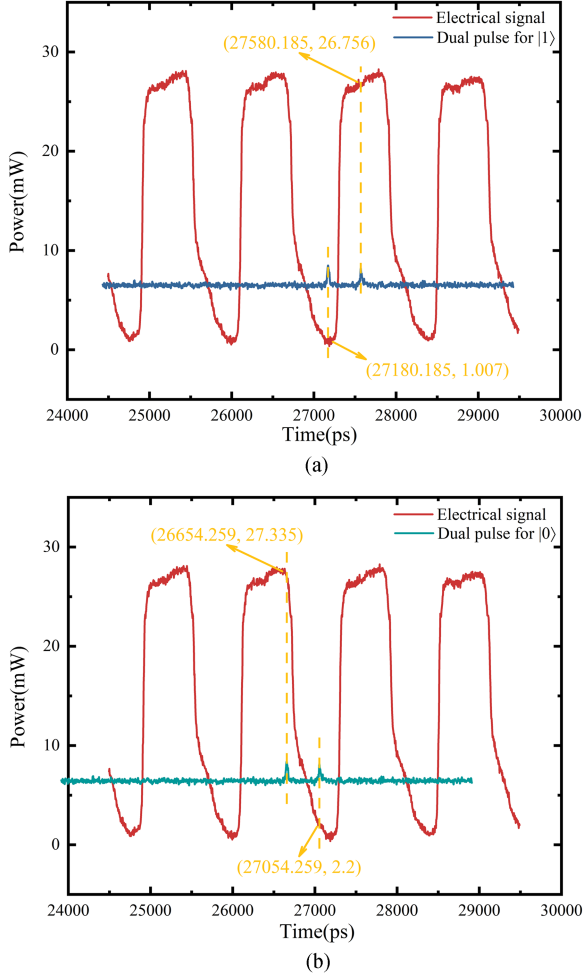 Electrical signal
Dual pulse for |1⟩
(27580.185, 26.756)
30
20
10
0
Power(mW)
(27180.185, 1.007)
24000 25000 26000 27000 28000 29000 30000
Time(ps)
(a)
Electrical signal
Dual pulse for |0⟩
(26654.259, 27.335)
30
20
10
0
Power(mW)
(27054.259, 2.2)
24000 25000 26000 27000 28000 29000 30000
Time(ps)
(b)